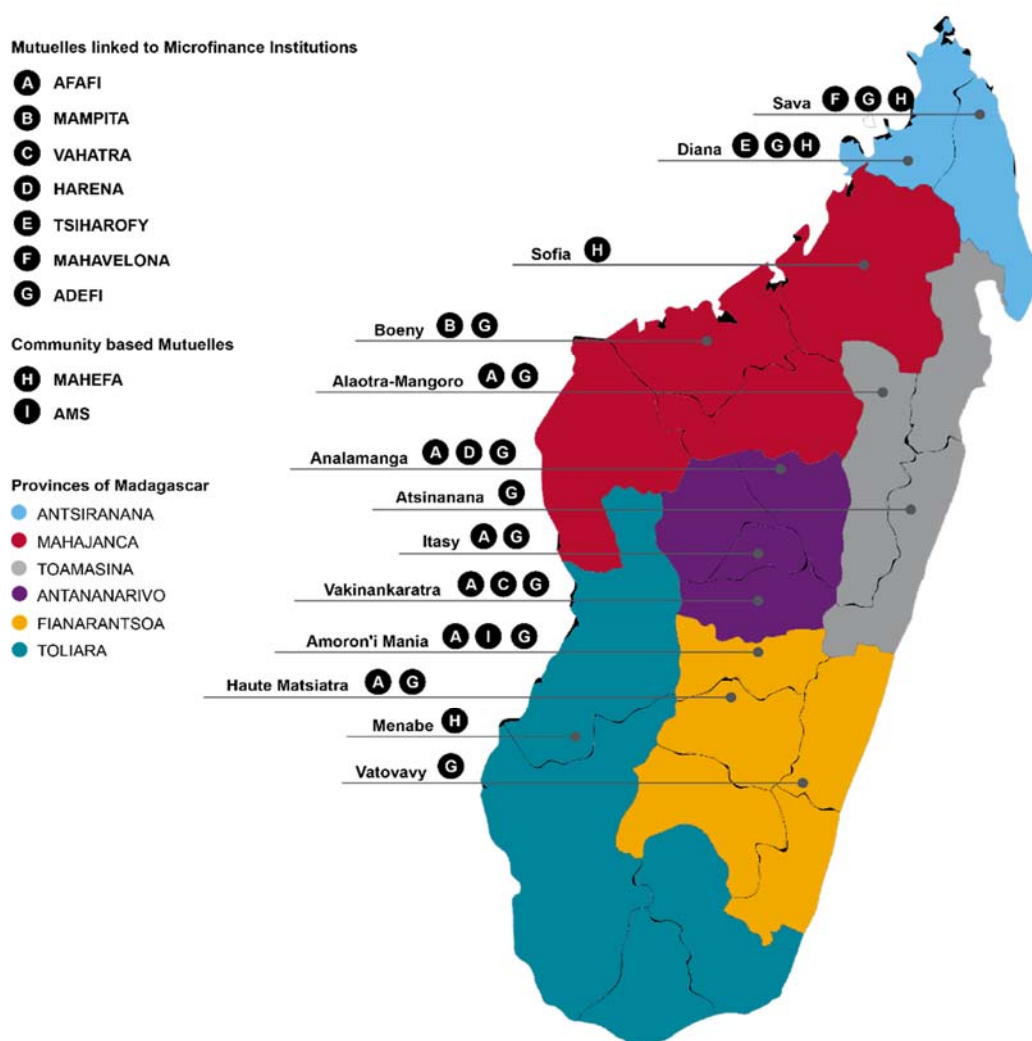 Mutuelles linked to Microfinance Institutions
A AFAFI
B MAMPITA
C VAHATRA
D HARENA
E TSIHAROFY
F MAHAVELONA
G ADEFI
Community based Mutuelles
H MAHEFA
I AMS
Provinces of Madagascar
ANTSIRANANA
MAHAJANCA
TOAMASINA
ANTANANARIVO
FIANARANTSOA
TOLIARA
Sava F G H
Diana E G H
Sofia H
Boeny B G
Alaotra-Mangoro A G
Analamanga A D G
Atsinanana G
Itasy A G
Vakinankaratra A C G
Amoron'i Mania A I G
Haute Matsiatra A G
Menabe H
Vatovavy G